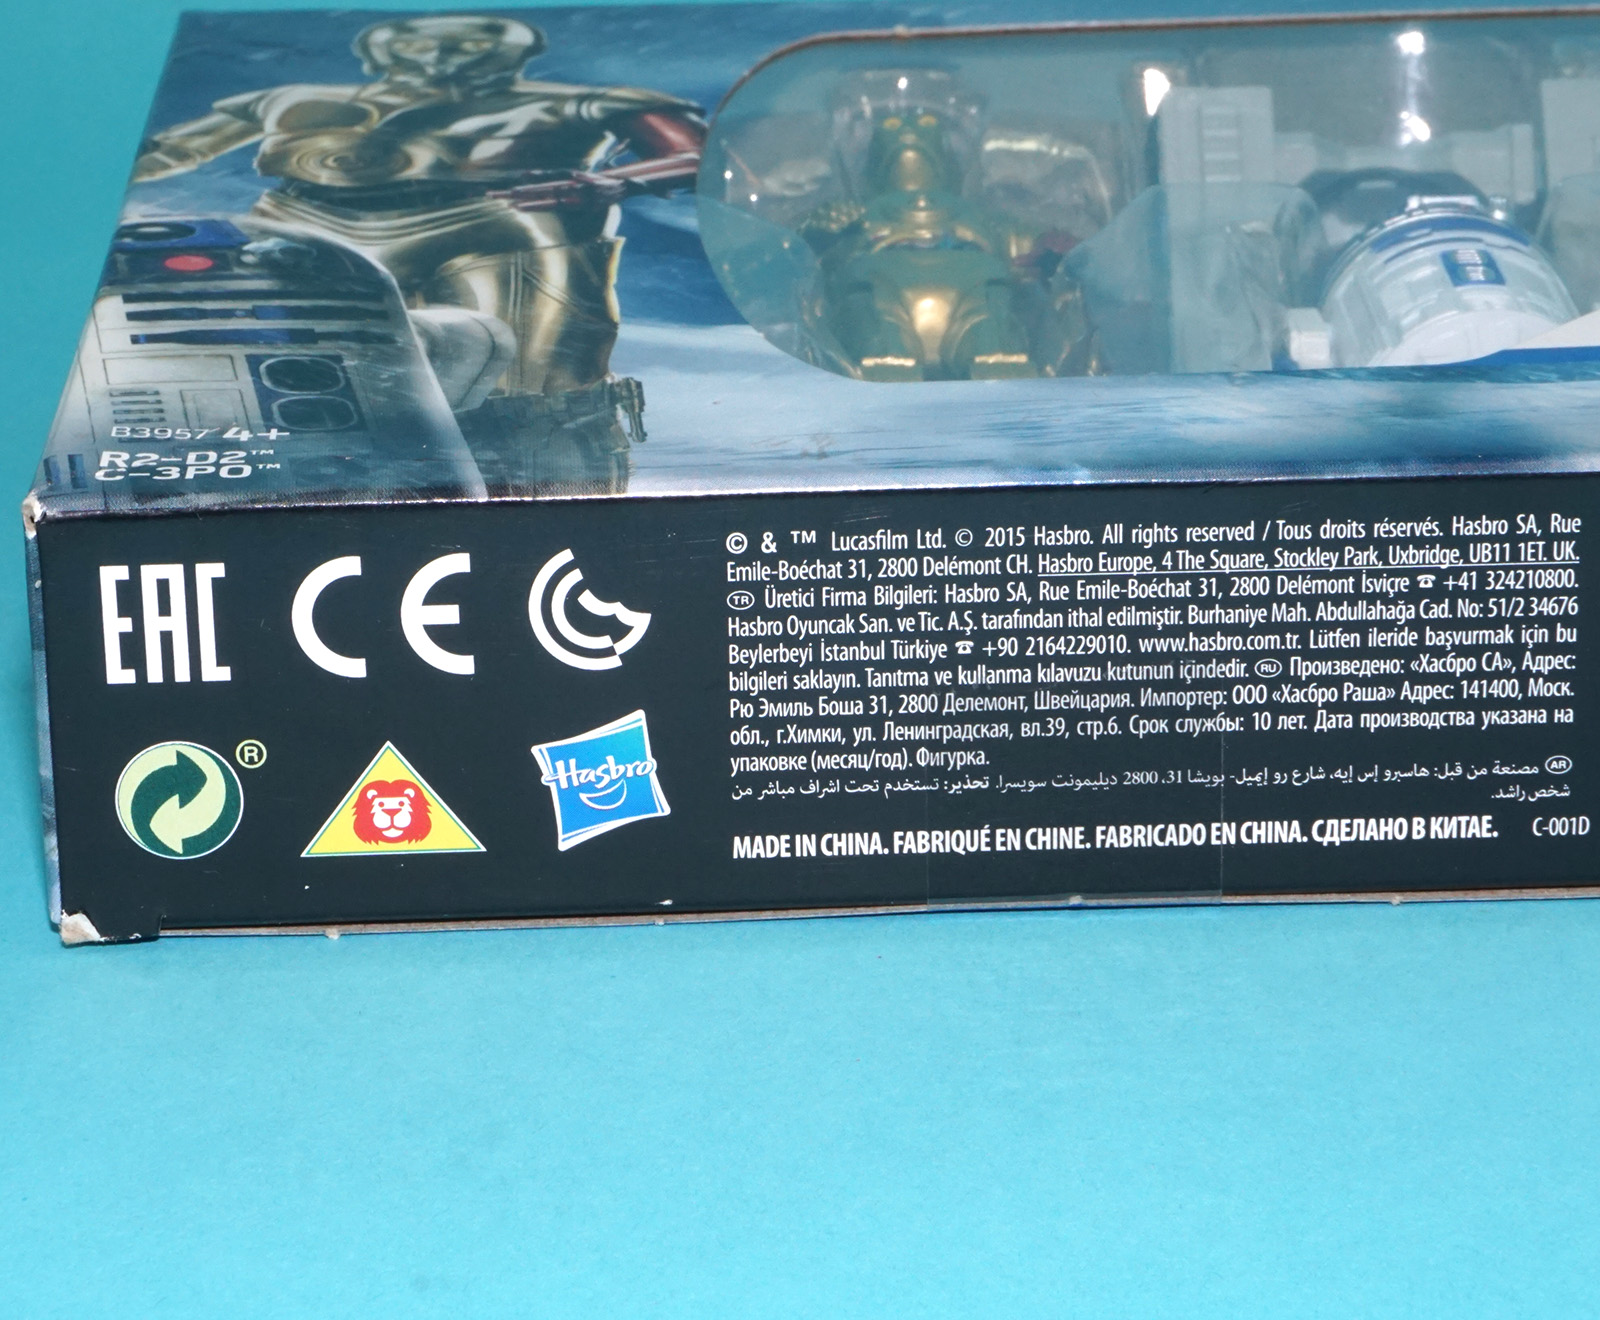 B3957 4+
R2-D2™
C-3PO™
EAC
CE
®
Hasbro
© & ™ Lucasfilm Ltd. © 2015 Hasbro. All rights reserved / Tous droits réservés. Hasbro SA, Rue
Emile-Boéchat 31, 2800 Delémont CH. Hasbro Europe, 4 The Square, Stockley Park, Uxbridge, UB11 1ET. UK.
TR Üretici Firma Bilgileri: Hasbro SA, Rue Emile-Boéchat 31, 2800 Delémont İsviçre ☎ +41 324210800.
Hasbro Oyuncak San. ve Tic. A.Ş. tarafından ithal edilmiştir. Burhaniye Mah. Abdullahağa Cad. No: 51/2 34676
Beylerbeyi İstanbul Türkiye ☎ +90 2164229010. www.hasbro.com.tr. Lütfen ileride başvurmak için bu
bilgileri saklayın. Tanıtma ve kullanma kılavuzu kutunun içindedir. RU Произведено: «Хасбро СА», Адрес:
Рю Эмиль Боша 31, 2800 Делемонт, Швейцария. Импортер: ООО «Хасбро Раша» Адрес: 141400, Моск.
обл., г.Химки, ул. Ленинградская, вл.39, стр.6. Срок службы: 10 лет. Дата производства указана на
упаковке (месяц/год). Фигурка.
AR مصنعة من قبل: هاسبرو إس إيه، شارع رو إيميل- بويشا 31، 2800 ديليمونت سويسرا. تحذير: تستخدم تحت اشراف مباشر من
شخص راشد.
MADE IN CHINA. FABRIQUÉ EN CHINE. FABRICADO EN CHINA. СДЕЛАНО В КИТАЕ. C-001D